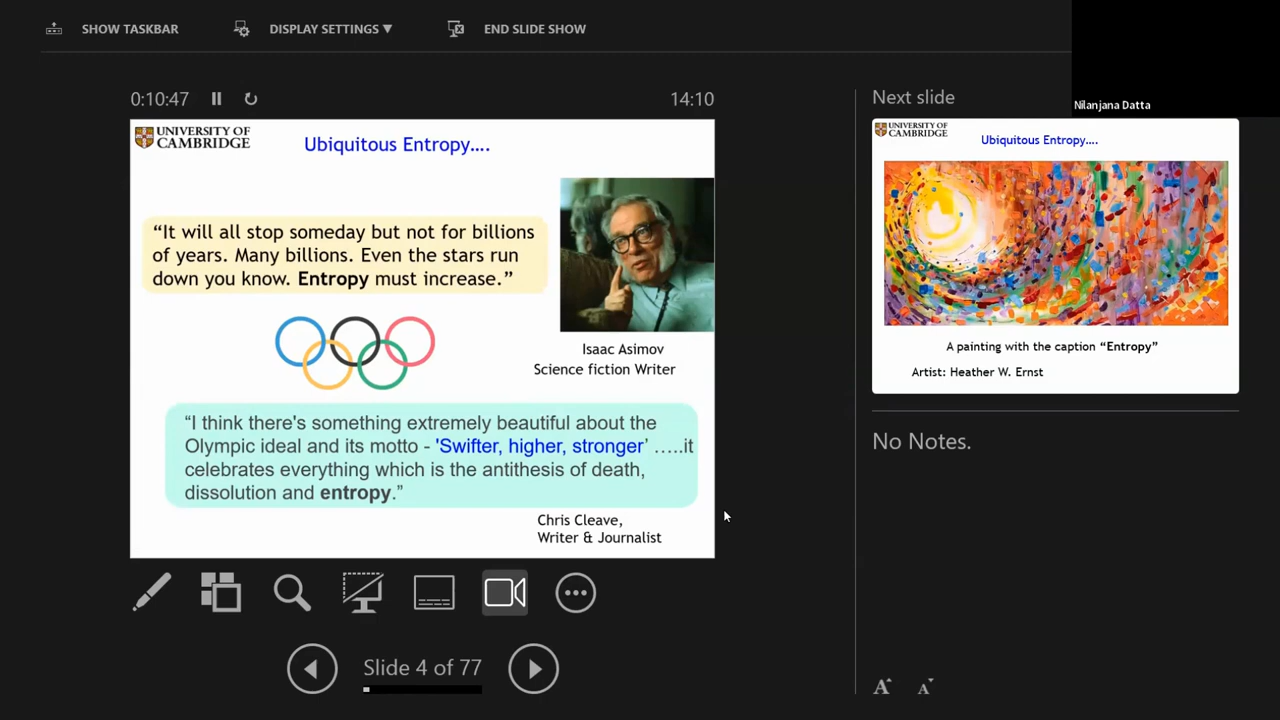 SHOW TASKBAR
DISPLAY SETTINGS ▼
END SLIDE SHOW
0:10:47
14:10
UNIVERSITY OF
CAMBRIDGE
Ubiquitous Entropy....
“It will all stop someday but not for billions
of years. Many billions. Even the stars run
down you know. Entropy must increase.”
Isaac Asimov
Science fiction Writer
“I think there's something extremely beautiful about the
Olympic ideal and its motto - 'Swifter, higher, stronger’ …..it
celebrates everything which is the antithesis of death,
dissolution and entropy.”
Chris Cleave,
Writer & Journalist
Slide 4 of 77
Next slide
Nilanjana Datta
UNIVERSITY OF
CAMBRIDGE
Ubiquitous Entropy....
A painting with the caption “Entropy”
Artist: Heather W. Ernst
No Notes.
A A